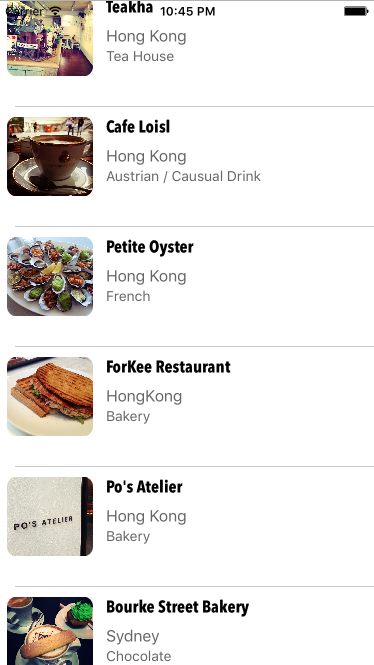 Carrier 10:45 PM
Teakha
Hong Kong
Tea House
Cafe Loisl
Hong Kong
Austrian / Causual Drink
Petite Oyster
Hong Kong
French
ForKee Restaurant
HongKong
Bakery
PO'S ATELIER
Po's Atelier
Hong Kong
Bakery
Bourke Street Bakery
Sydney
Chocolate